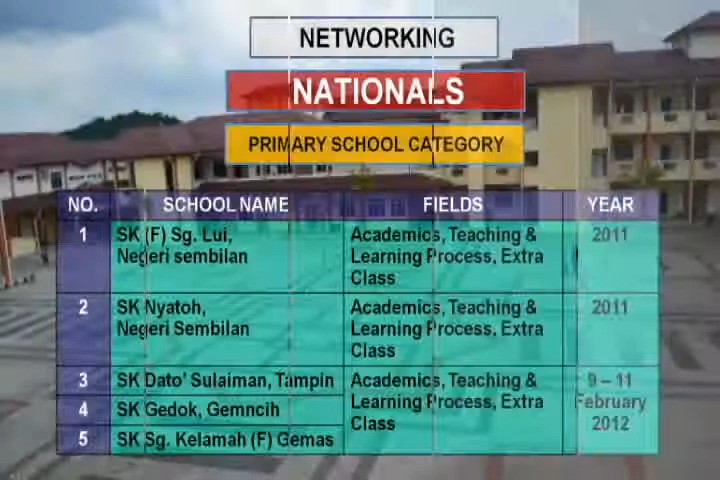 NETWORKING
NATIONALS
PRIMARY SCHOOL CATEGORY
NO. SCHOOL NAME FIELDS YEAR
1 SK (F) Sg. Lui, Academics, Teaching & 2011
Negeri sembilan Learning Process, Extra
Class
2 SK Nyatoh, Academics, Teaching & 2011
Negeri Sembilan Learning Process, Extra
Class
3 SK Dato' Sulaiman, Tampin Academics, Teaching & 9 – 11
4 SK Gedok, Gemncih Learning Process, Extra February
Class 2012
5 SK Sg. Kelamah (F) Gemas